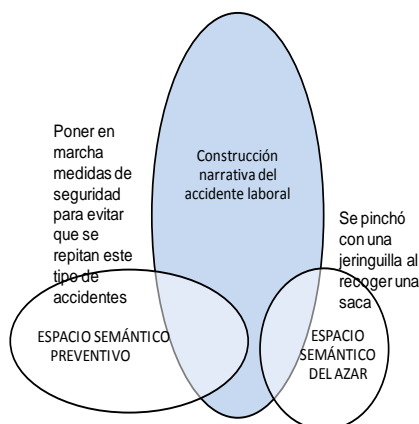 Poner en
marcha
medidas de
seguridad
para evitar
que se
repitan este
tipo de
accidentes
Construcción
narrativa del
accidente laboral
Se pinchó
con una
jeringuilla al
recoger una
saca
ESPACIO SEMÁNTICO
PREVENTIVO
ESPACIO
SEMÁNTICO
DEL AZAR